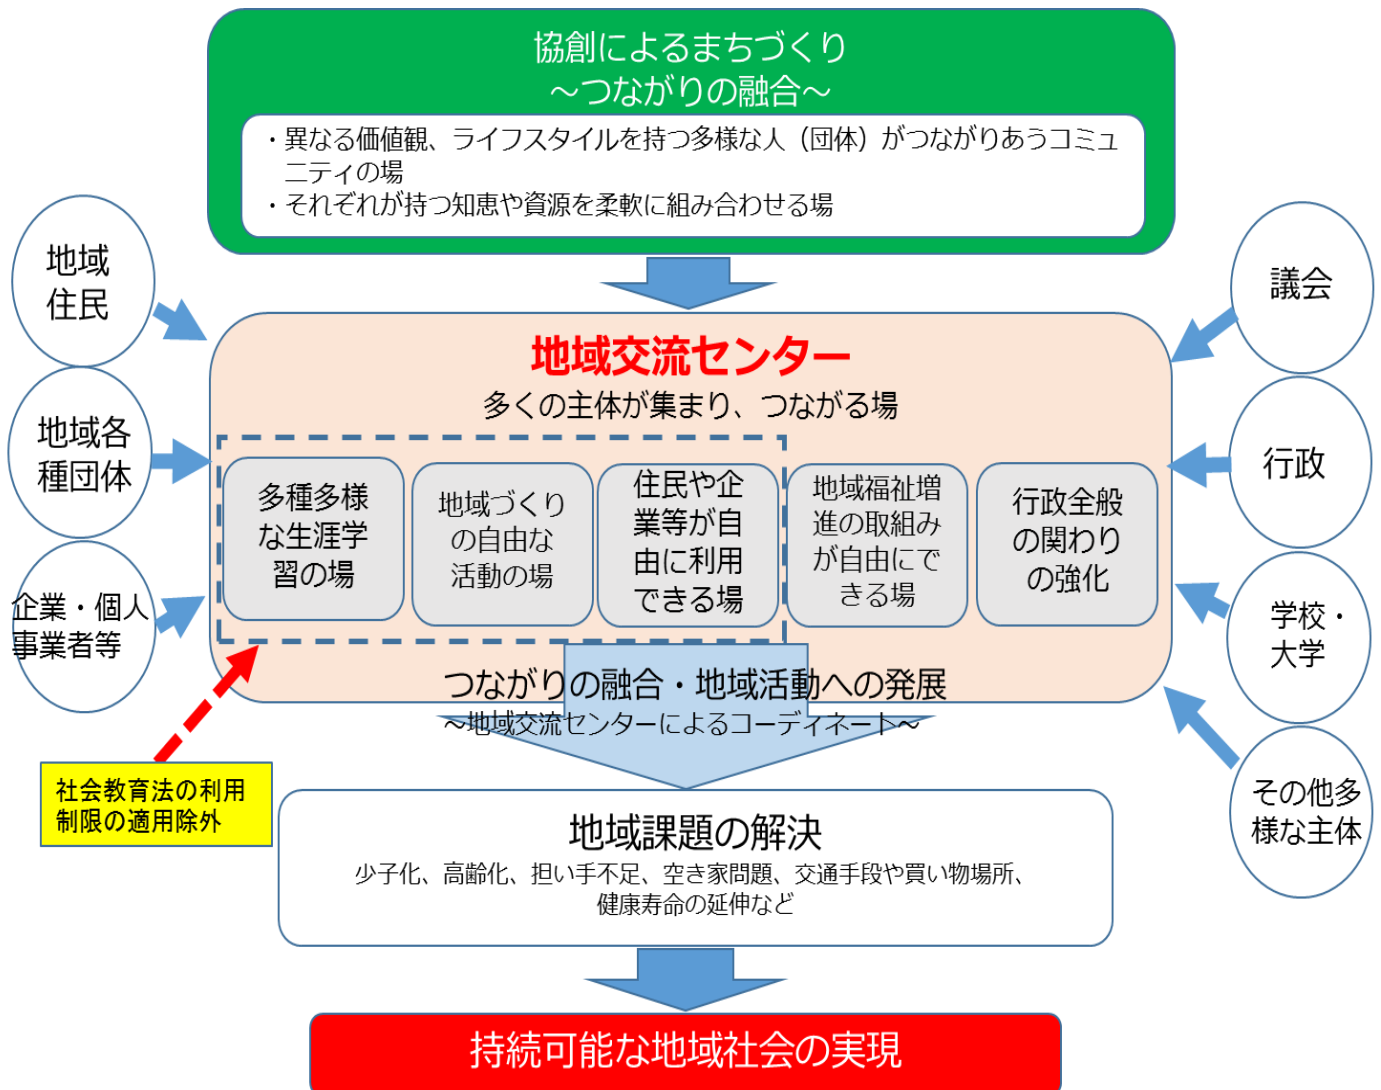 協創によるまちづくり
～つながりの融合～
・異なる価値観、ライフスタイルを持つ多様な人（団体）がつながりあうコミュ
ニティの場
・それぞれが持つ知恵や資源を柔軟に組み合わせる場
地域
住民
地域各
種団体
企業・個人
事業者等
議会
行政
学校・
大学
その他多
様な主体
地域交流センター
多くの主体が集まり、つながる場
多種多様
な生涯学
習の場
地域づくり
の自由な
活動の場
住民や企
業等が自
由に利用
できる場
地域福祉増
進の取組み
が自由にで
きる場
行政全般
の関わり
の強化
つながりの融合・地域活動への発展
～地域交流センターによるコーディネート～
社会教育法の利用
制限の適用除外
地域課題の解決
少子化、高齢化、担い手不足、空き家問題、交通手段や買い物場所、
健康寿命の延伸など
持続可能な地域社会の実現